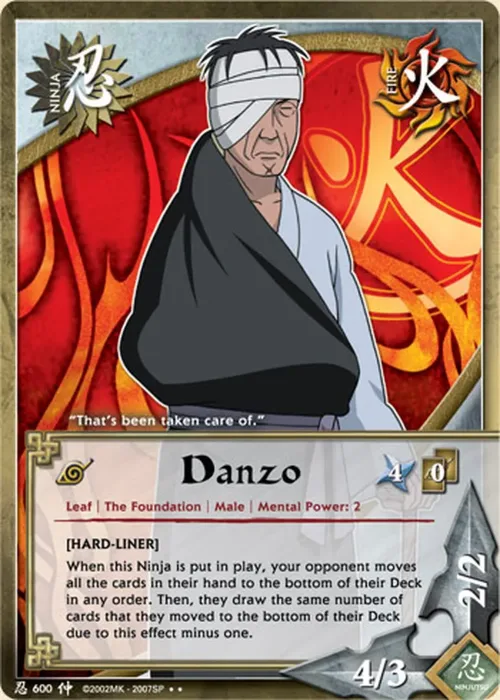 NINJA 忍
FIRE 火
"That's been taken care of."
Danzo
4 0
Leaf | The Foundation | Male | Mental Power: 2
[HARD-LINER]
When this Ninja is put in play, your opponent moves
all the cards in their hand to the bottom of their Deck
in any order. Then, they draw the same number of
cards that they moved to the bottom of their Deck
due to this effect minus one.
2/2
4/3
忍
NINJUTSU
忍 600 ©2002MK - 2007SP ••